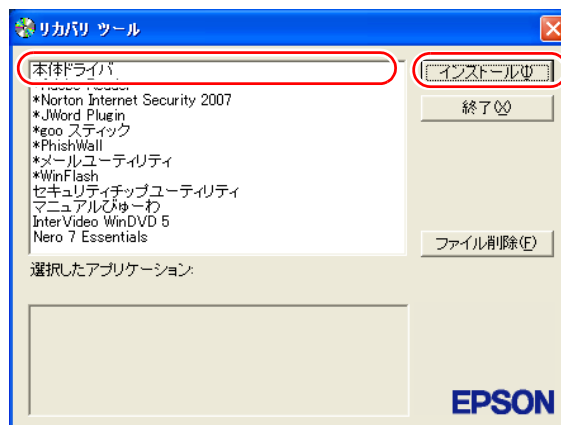 リカバリ ツール
本体ドライバ
*Norton Internet Security 2007
*JWord Plugin
*goo スティック
*PhishWall
*メールユーティリティ
*WinFlash
セキュリティチップユーティリティ
マニュアルびゅーわ
InterVideo WinDVD 5
Nero 7 Essentials
インストール(I)
終了(X)
ファイル削除(F)
選択したアプリケーション:
EPSON